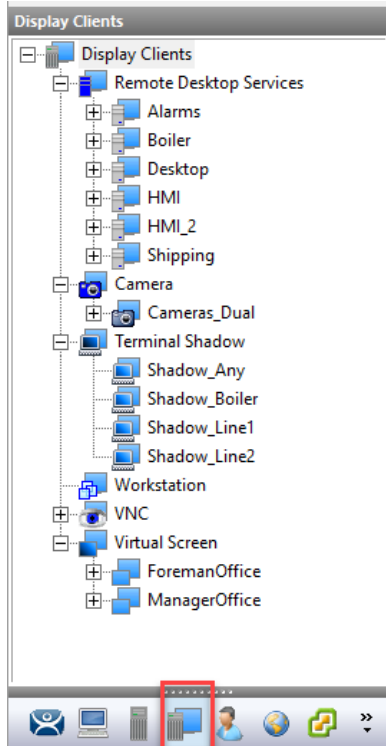 Display Clients
Display Clients
Remote Desktop Services
Alarms
Boiler
Desktop
HMI
HMI_2
Shipping
Camera
Cameras_Dual
Terminal Shadow
Shadow_Any
Shadow_Boiler
Shadow_Line1
Shadow_Line2
Workstation
VNC
Virtual Screen
ForemanOffice
ManagerOffice